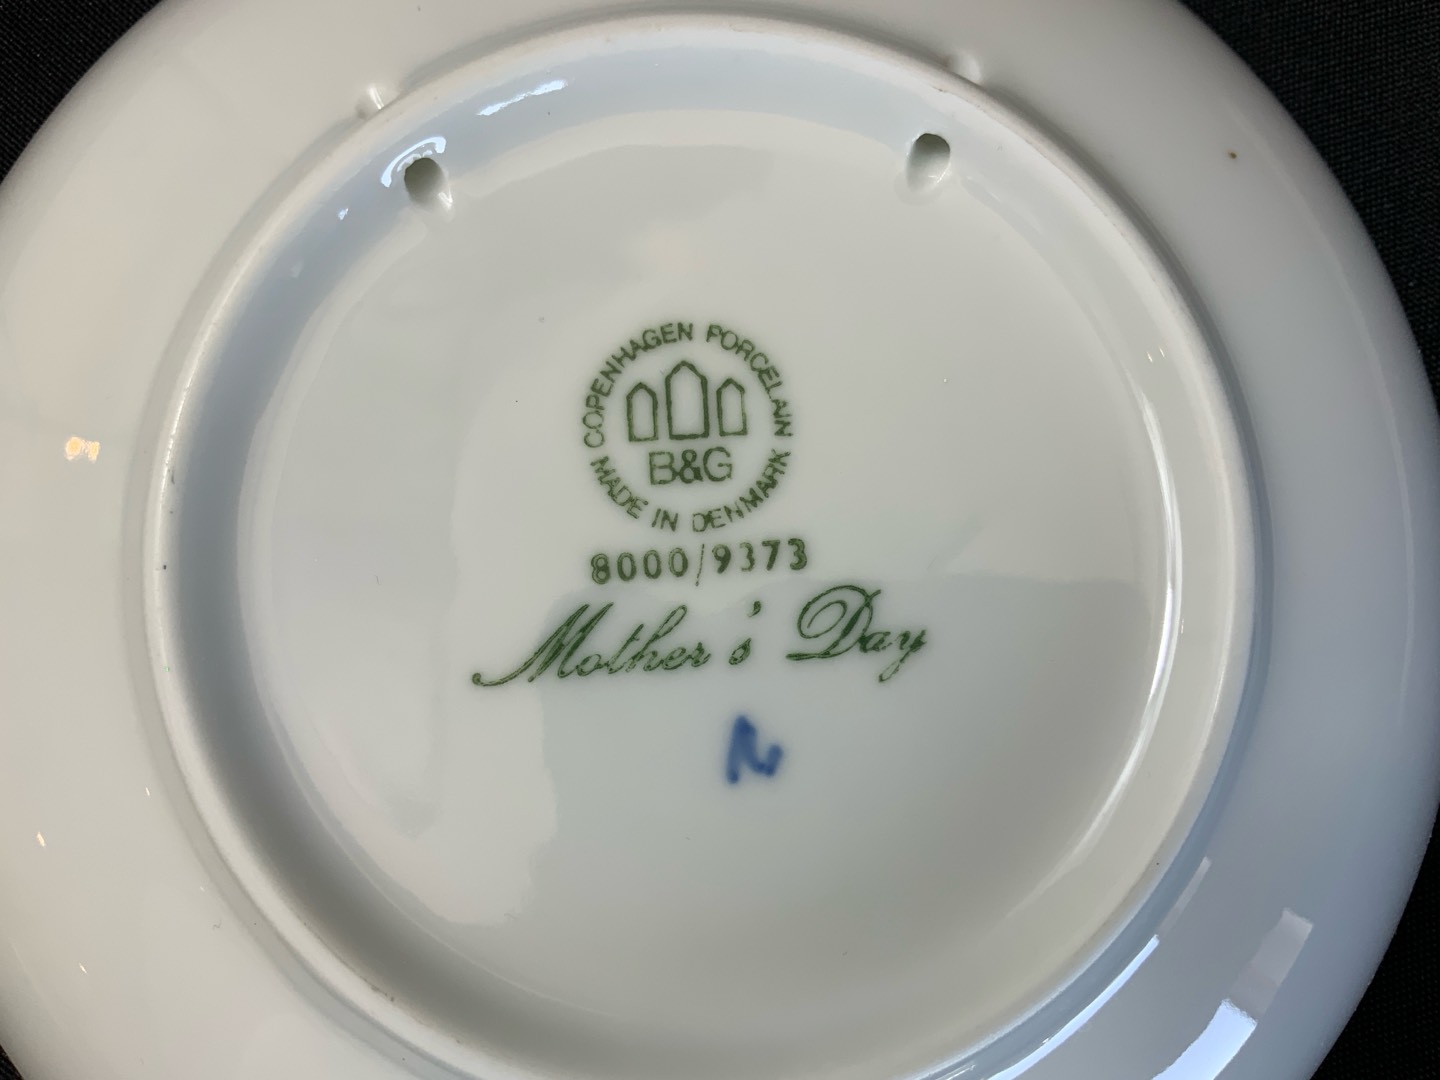 COPENHAGEN PORCELAIN
B&G
MADE IN DENMARK
8000/9373
Mother's Day